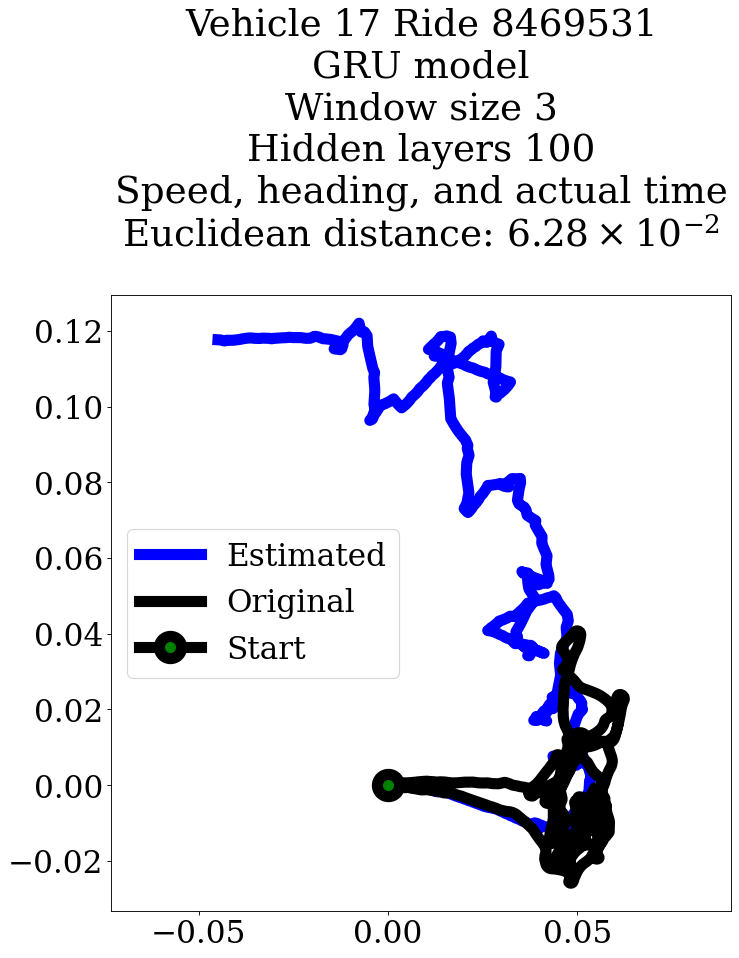 Vehicle 17 Ride 8469531
GRU model
Window size 3
Hidden layers 100
Speed, heading, and actual time
Euclidean distance: 6.28 × 10⁻²
0.12
0.10
0.08
0.06
0.04
0.02
0.00
−0.02
Estimated
Original
Start
−0.05
0.00
0.05